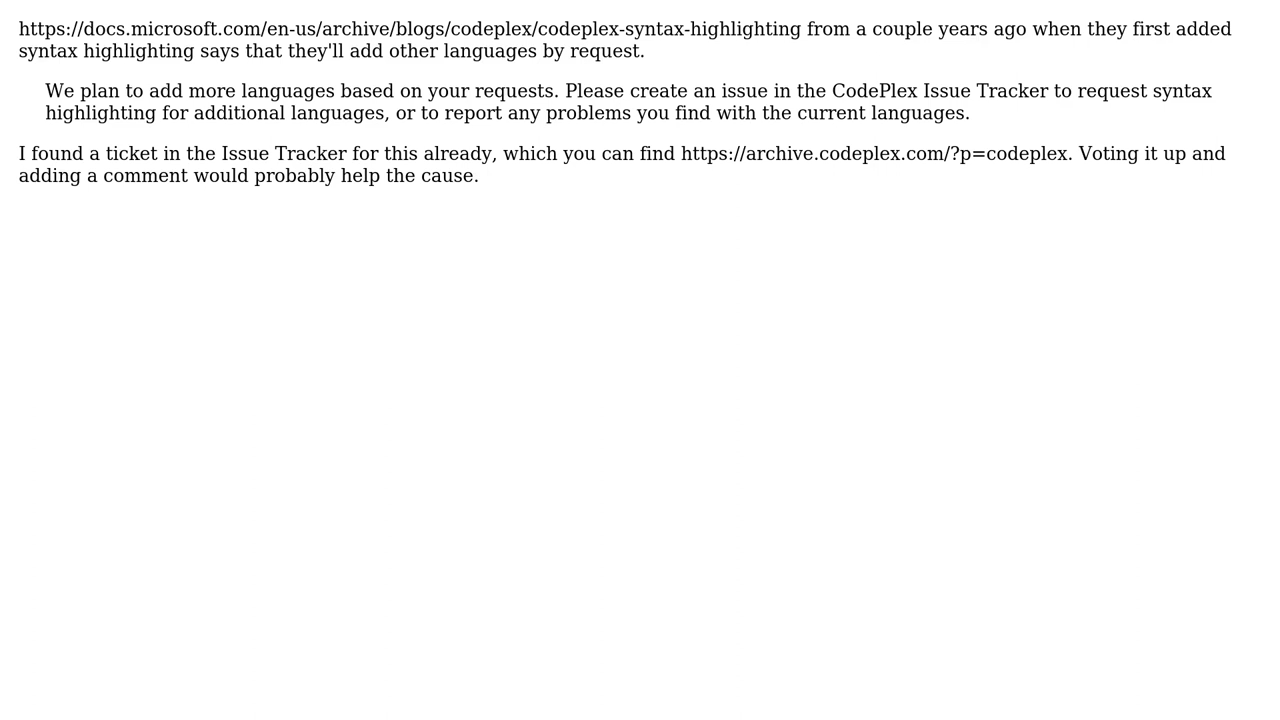 https://docs.microsoft.com/en-us/archive/blogs/codeplex/codeplex-syntax-highlighting from a couple years ago when they first added
syntax highlighting says that they'll add other languages by request.
We plan to add more languages based on your requests. Please create an issue in the CodePlex Issue Tracker to request syntax
highlighting for additional languages, or to report any problems you find with the current languages.
I found a ticket in the Issue Tracker for this already, which you can find https://archive.codeplex.com/?p=codeplex. Voting it up and
adding a comment would probably help the cause.